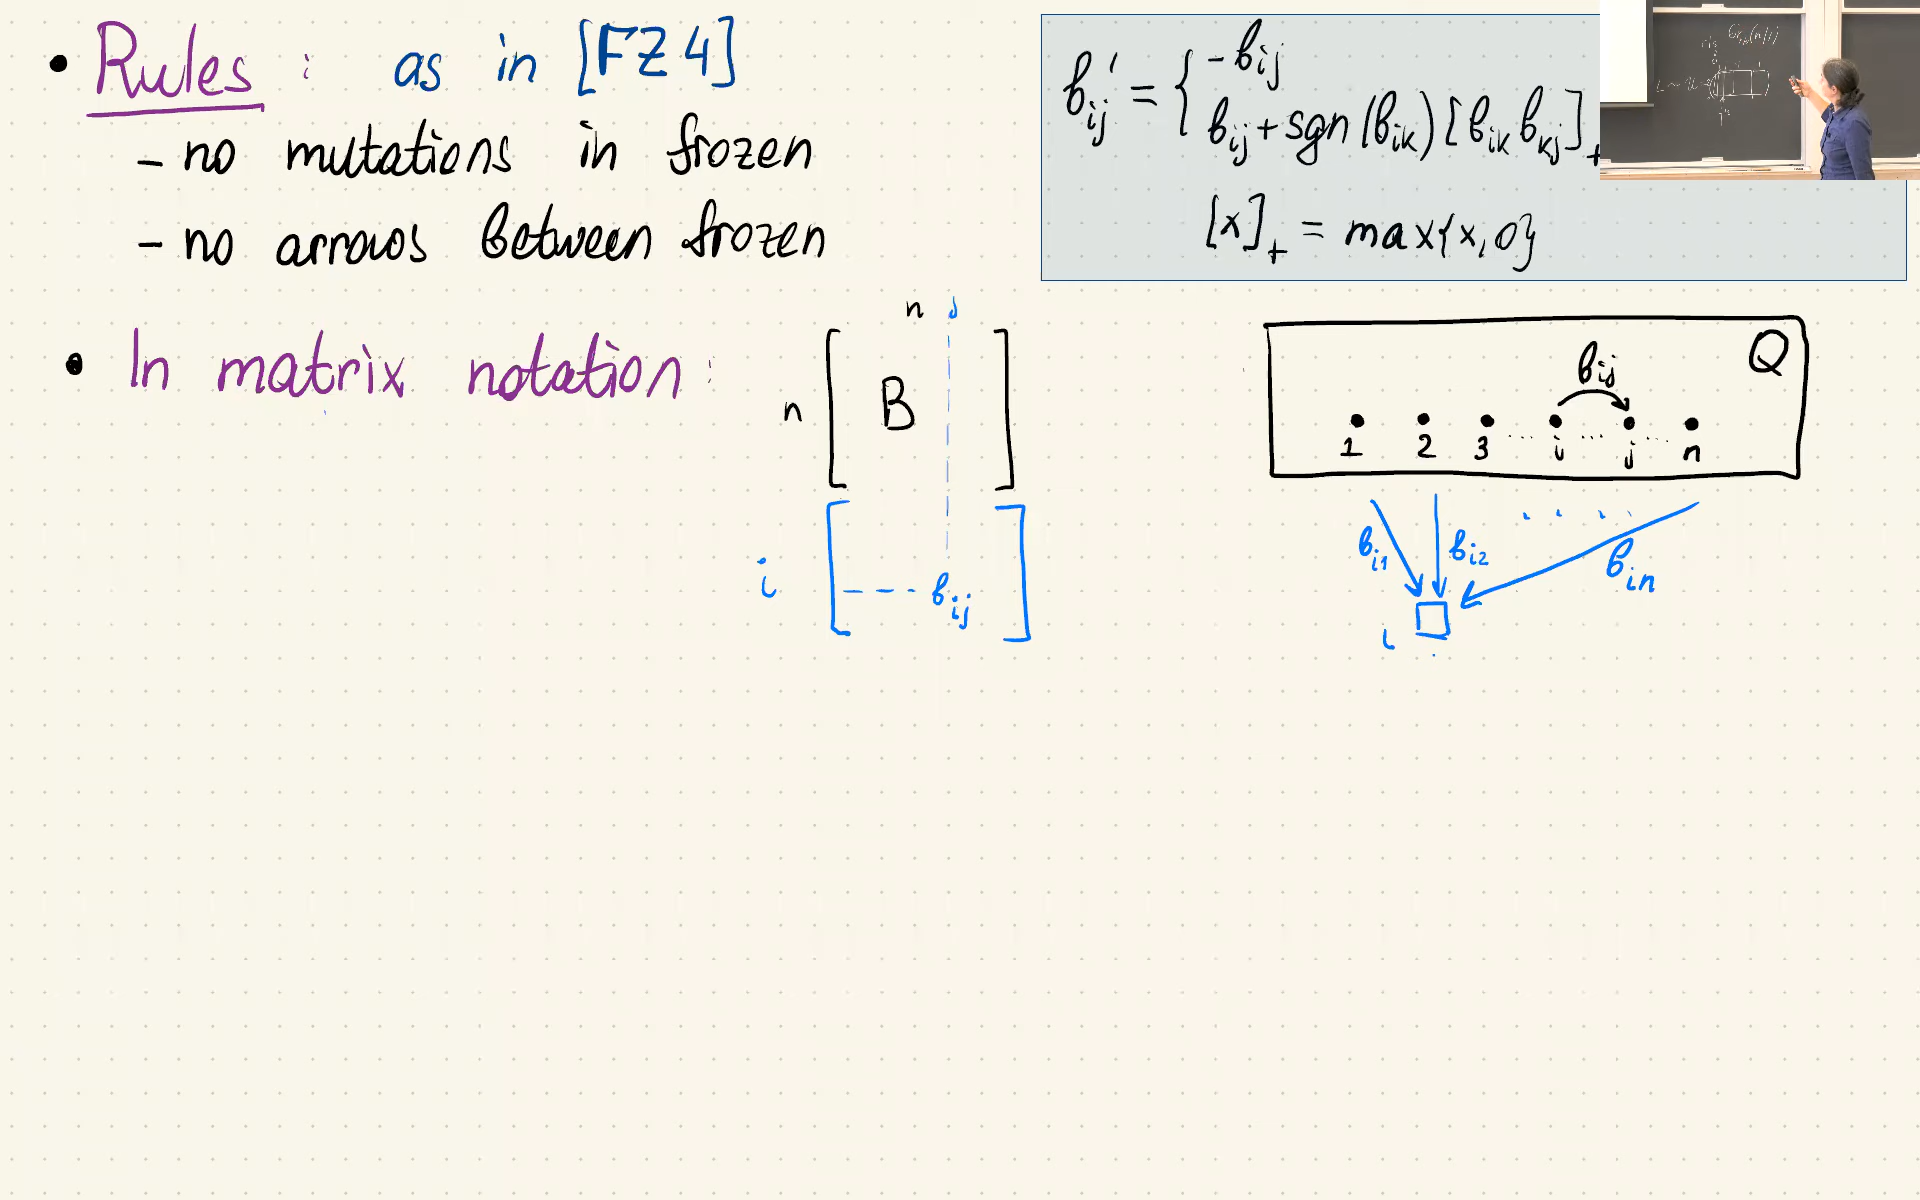 • Rules : as in [FZ4]
- no mutations in frozen
- no arrows between frozen
b'ij = { -bij
bij + sgn(bik)[bik bkj]+
[x]+ = max{x,0}
• In matrix notation :
n j
n [ B ]
i [ - - - bij ]
Q
bij
1 2 3 ... i ... j ... n
bi1 bi2 .... bin
i